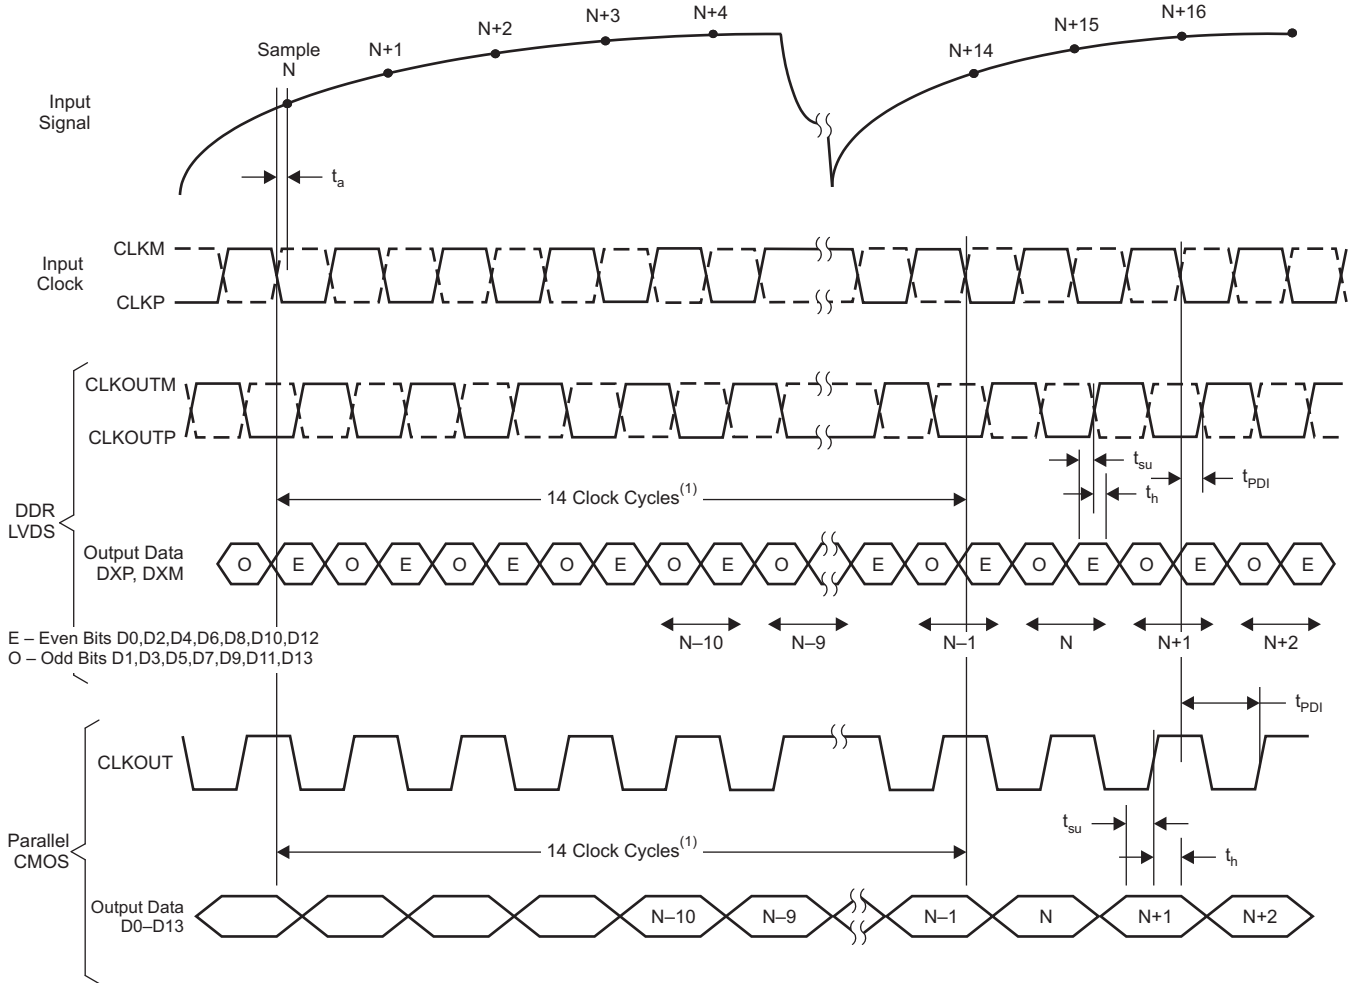 Input
Signal
Sample
N
N+1
N+2
N+3
N+4
N+14
N+15
N+16
ta
Input
Clock
CLKM
CLKP
DDR
LVDS
CLKOUTM
CLKOUTP
tsu
th
tPDI
14 Clock Cycles(1)
Output Data
DXP, DXM
O E O E O E O E O E O E O E O E O E O E
N–10 N–9 N–1 N N+1 N+2
E – Even Bits D0,D2,D4,D6,D8,D10,D12
O – Odd Bits D1,D3,D5,D7,D9,D11,D13
tPDI
Parallel
CMOS
CLKOUT
tsu
th
14 Clock Cycles(1)
Output Data
D0–D13
N–10 N–9 N–1 N N+1 N+2